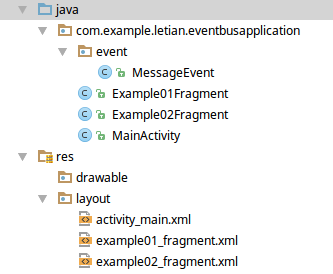 java
com.example.letian.eventbusapplication
event
MessageEvent
Example01Fragment
Example02Fragment
MainActivity
res
drawable
layout
activity_main.xml
example01_fragment.xml
example02_fragment.xml